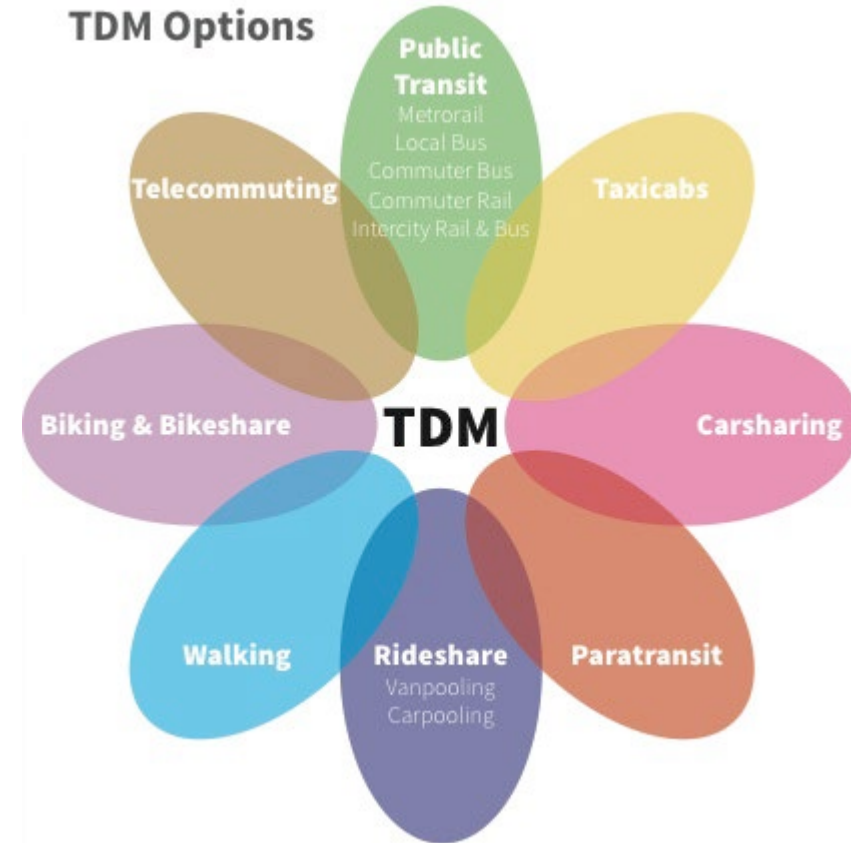 TDM Options
Public
Transit
Metrorail
Local Bus
Commuter Bus
Commuter Rail
Intercity Rail & Bus
Telecommuting
Taxicabs
Biking & Bikeshare
TDM
Carsharing
Walking
Rideshare
Vanpooling
Carpooling
Paratransit